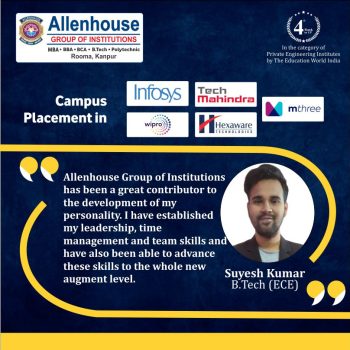 Allenhouse
GROUP OF INSTITUTIONS
MBA • BBA • BCA • B.Tech • Polytechnic
Rooma, Kanpur
4
In the category of
Private Engineering Institutes
by The Education World India
Campus
Placement in
Infosys
Tech
Mahindra
mthree
wipro
Hexaware
TECHNOLOGIES
Allenhouse Group of Institutions
has been a great contributor to
the development of my
personality. I have established
my leadership, time
management and team skills and
have also been able to advance
these skills to the whole new
augment level.
Suyesh Kumar
B.Tech (ECE)